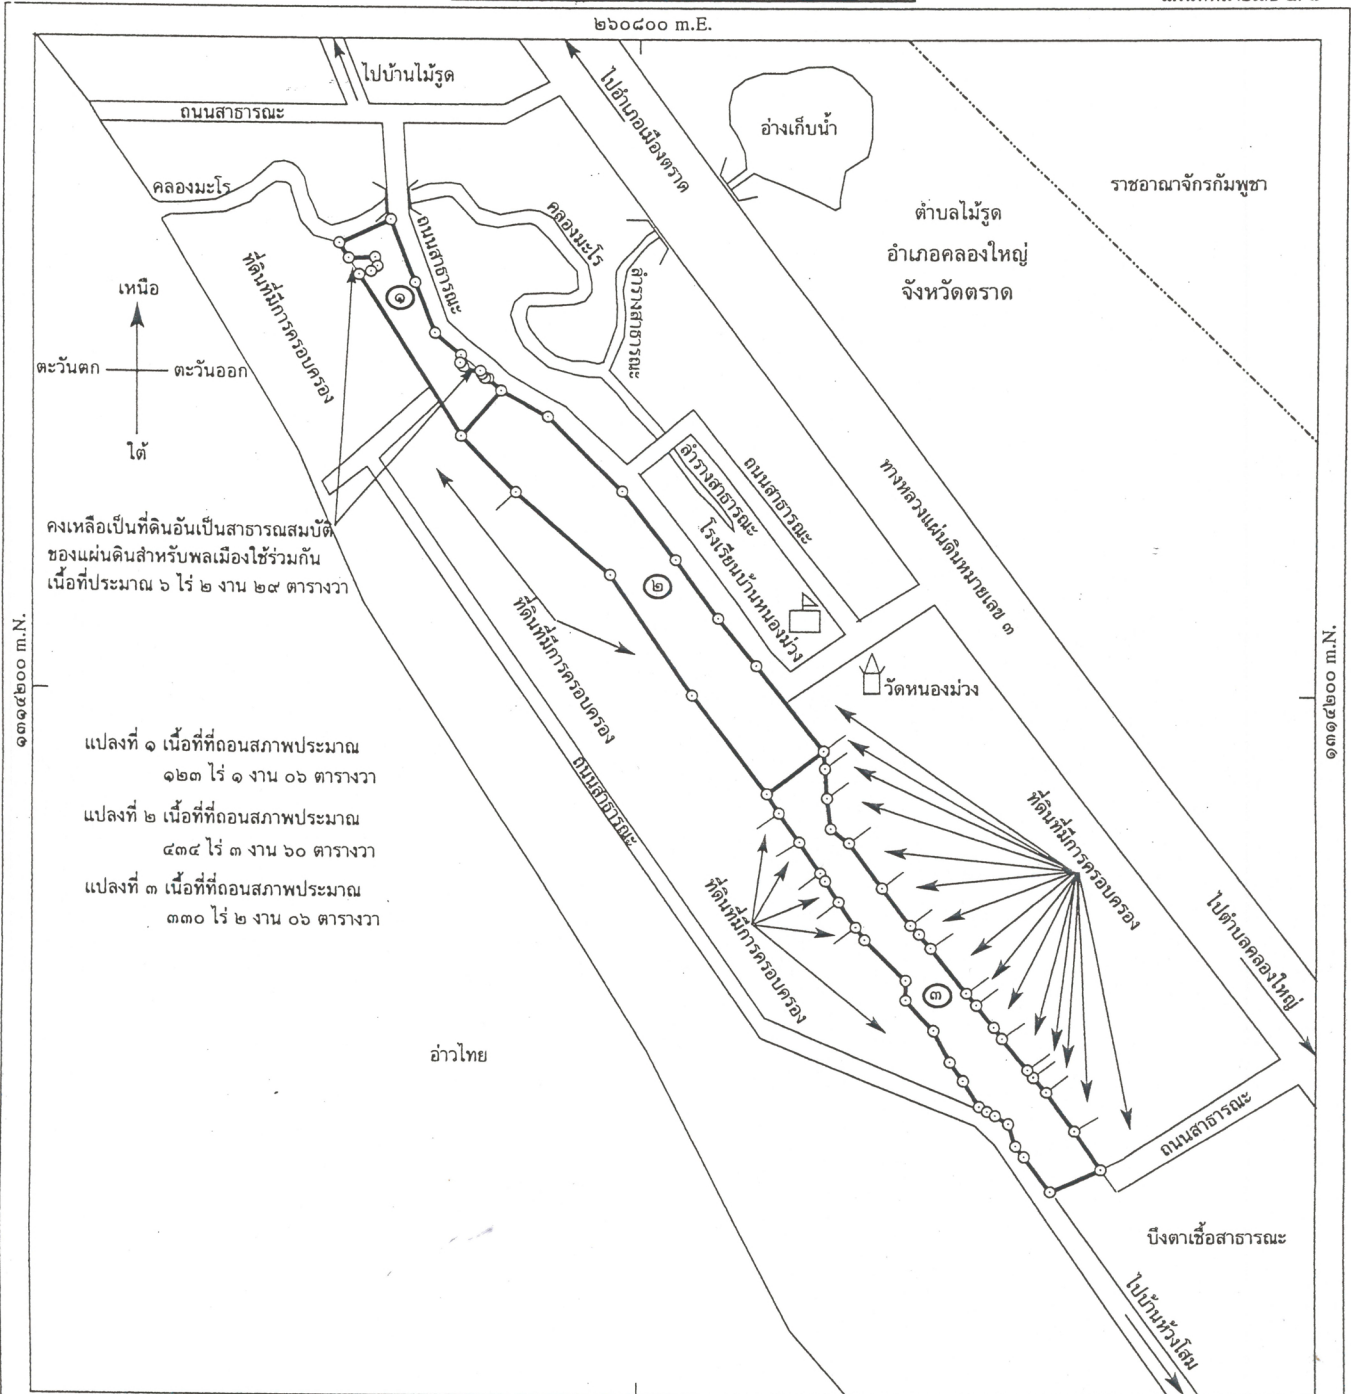 ๒๖๐๘๐๐ m.E.
ไปบ้านไม้รูด
ถนนสาธารณะ
ไปอำเภอเมืองตราด
อ่างเก็บน้ำ
ราชอาณาจักรกัมพูชา
คลองมะโร
ตำบลไม้รูด
อำเภอคลองใหญ่
จังหวัดตราด
คลองมะโร
ถนนสาธารณะ
ลำรางสาธารณะ
ที่ดินที่มีการครอบครอง
เหนือ
ตะวันตก
ตะวันออก
ใต้
๑
ลำรางสาธารณะ
ถนนสาธารณะ
ทางหลวงแผ่นดินหมายเลข ๓
โรงเรียนบ้านหนองม่วง
คงเหลือเป็นที่ดินอันเป็นสาธารณสมบัติ
ของแผ่นดินสำหรับพลเมืองใช้ร่วมกัน
เนื้อที่ประมาณ ๖ ไร่ ๒ งาน ๒๙ ตารางวา
๒
ที่ดินที่มีการครอบครอง
วัดหนองม่วง
๑๓๑๔๒๐๐ m.N.
๑๓๑๔๒๐๐ m.N.
แปลงที่ ๑ เนื้อที่ที่ถอนสภาพประมาณ
๑๒๓ ไร่ ๑ งาน ๐๖ ตารางวา
แปลงที่ ๒ เนื้อที่ที่ถอนสภาพประมาณ
๔๓๔ ไร่ ๓ งาน ๖๐ ตารางวา
แปลงที่ ๓ เนื้อที่ที่ถอนสภาพประมาณ
๓๓๐ ไร่ ๒ งาน ๐๖ ตารางวา
ถนนสาธารณะ
ที่ดินที่มีการครอบครอง
ที่ดินที่มีการครอบครอง
ไปตำบลคลองใหญ่
๓
อ่าวไทย
ถนนสาธารณะ
บึงตาเชื้อสาธารณะ
ไปบ้านห้วงโสม